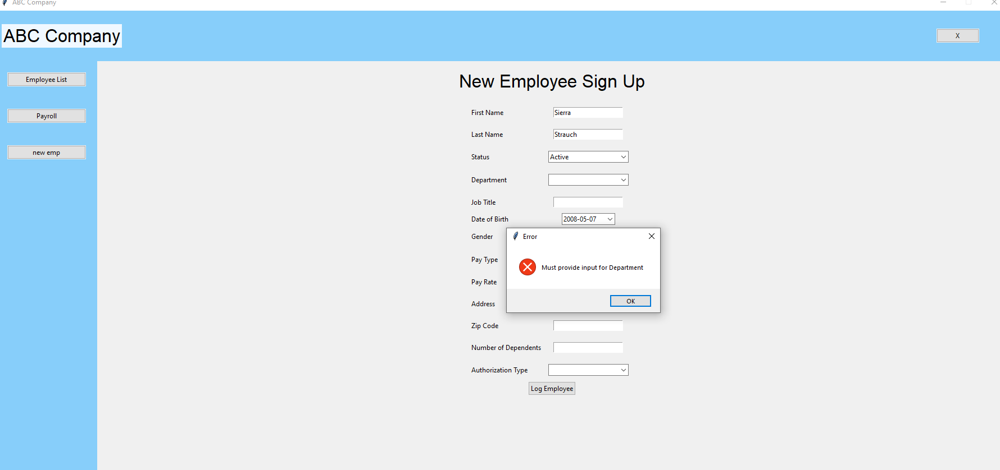 ABC Company
ABC Company
X
Employee List
Payroll
new emp
New Employee Sign Up
First Name Sierra
Last Name Strauch
Status Active
Department
Job Title
Date of Birth 2008-05-07
Gender
Pay Type
Pay Rate
Address
Error
Must provide input for Department
OK
Zip Code
Number of Dependents
Authorization Type
Log Employee